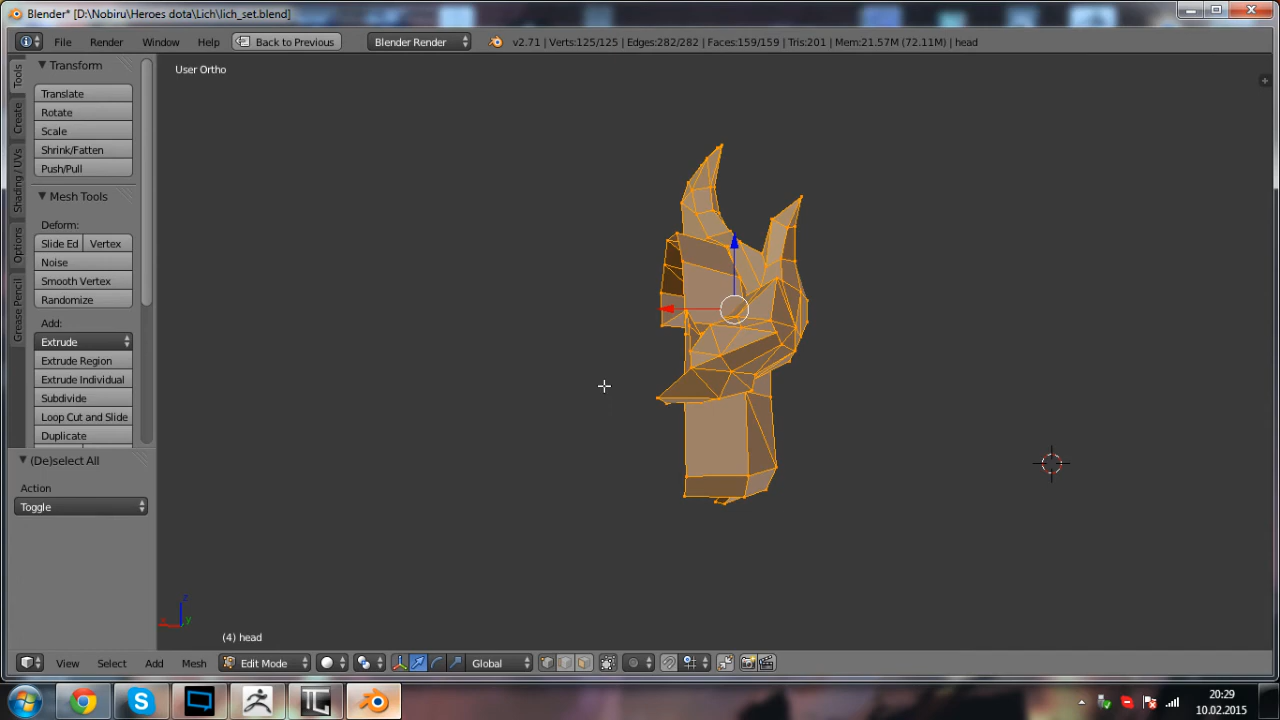 Blender* [D:\Nobiru\Heroes dota\Lich\lich_set.blend]
File Render Window Help Back to Previous Blender Render v2.71 | Verts:125/125 | Edges:282/282 | Faces:159/159 | Tris:201 | Mem:21.57M (72.11M) | head
Tools
Create
Shading / UVs
Options
Grease Pencil
Transform
Translate
Rotate
Scale
Shrink/Fatten
Push/Pull
Mesh Tools
Deform:
Slide Ed Vertex
Noise
Smooth Vertex
Randomize
Add:
Extrude
Extrude Region
Extrude Individual
Subdivide
Loop Cut and Slide
Duplicate
(De)select All
Action
Toggle
User Ortho
z
x y
(4) head
View Select Add Mesh Edit Mode Global
20:29
10.02.2015